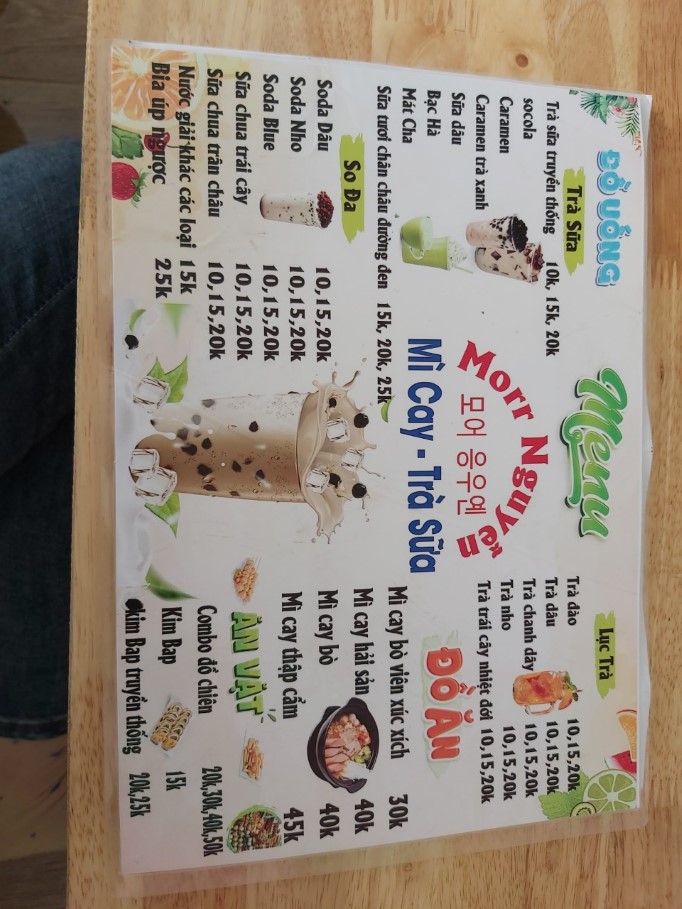 Menu
Morr Nguyễn
모어 응우옌
Mì Cay - Trà Sữa
ĐỒ UỐNG
Trà Sữa
Trà sữa truyền thống 10k, 15k, 20k
socola
Caramen
Caramen trà xanh
Sữa dâu
Bạc Hà
Mát Cha
Sữa tươi chân châu đường đen 15k, 20k, 25k
So Đa
Soda Dâu 10,15,20k
Soda Nho 10,15,20k
Soda Blue 10,15,20k
Sữa chua trái cây 10,15,20k
Sữa chua trân châu 10,15,20k
Nước giải khác các loại 15k
Bia úp ngược 25k
Lục Trà
Trà đào 10,15,20k
Trà dâu 10,15,20k
Trà chanh dây 10,15,20k
Trà nho 10,15,20k
Trà trái cây nhiệt đới 10,15,20k
ĐỒ ĂN
Mì cay bò viên xúc xích 30k
Mì cay hải sản 40k
Mì cay bò 40k
Mì cay thập cẩm 45k
ĂN VẶT
Combo đồ chiên 20k,30k,40k,50k
Kim Bap 15k
kim Bap truyền thống 20k,25k